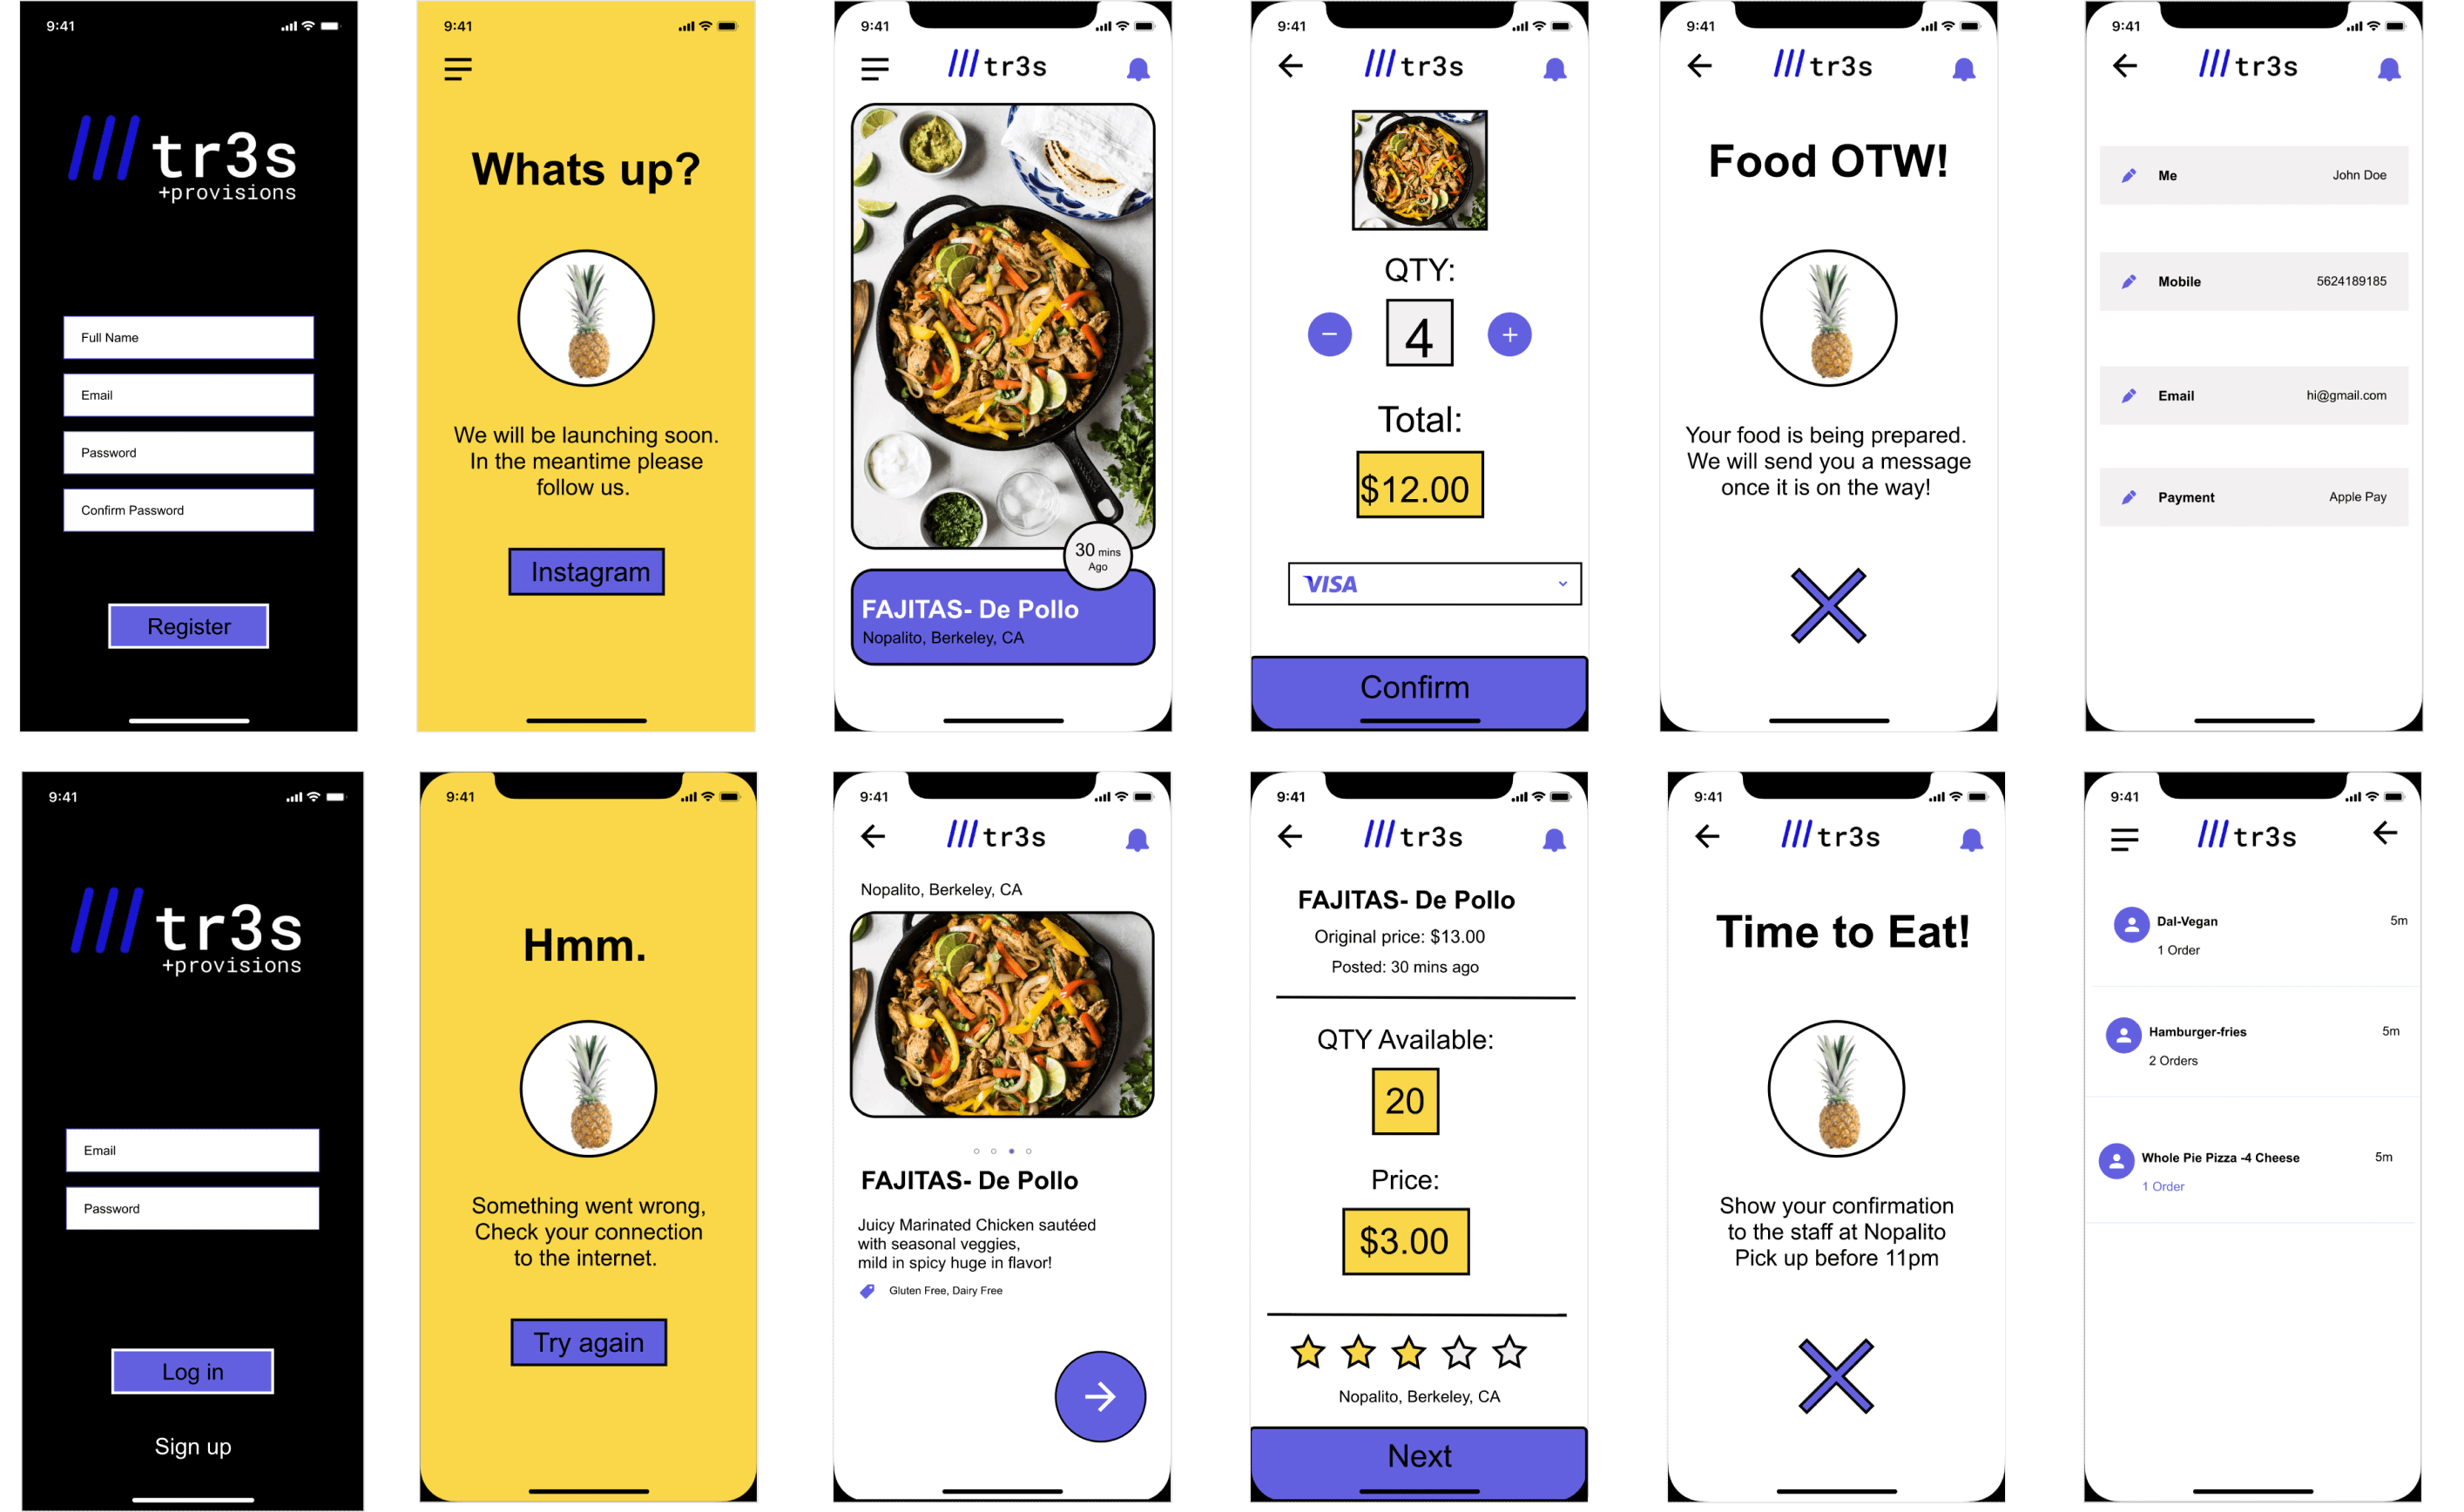 9:41
tr3s
+provisions
Full Name
Email
Password
Confirm Password
Register
9:41
Whats up?
We will be launching soon.
In the meantime please
follow us.
Instagram
9:41
tr3s
30 mins
Ago
FAJITAS- De Pollo
Nopalito, Berkeley, CA
9:41
tr3s
QTY:
4
Total:
$12.00
VISA
Confirm
9:41
tr3s
Food OTW!
Your food is being prepared.
We will send you a message
once it is on the way!
9:41
tr3s
Me John Doe
Mobile 5624189185
Email hi@gmail.com
Payment Apple Pay
9:41
tr3s
+provisions
Email
Password
Log in
Sign up
9:41
Hmm.
Something went wrong,
Check your connection
to the internet.
Try again
9:41
tr3s
Nopalito, Berkeley, CA
FAJITAS- De Pollo
Juicy Marinated Chicken sautéed
with seasonal veggies,
mild in spicy huge in flavor!
Gluten Free, Dairy Free
9:41
tr3s
FAJITAS- De Pollo
Original price: $13.00
Posted: 30 mins ago
QTY Available:
20
Price:
$3.00
Nopalito, Berkeley, CA
Next
9:41
tr3s
Time to Eat!
Show your confirmation
to the staff at Nopalito
Pick up before 11pm
9:41
tr3s
Dal-Vegan 5m
1 Order
Hamburger-fries 5m
2 Orders
Whole Pie Pizza -4 Cheese 5m
1 Order